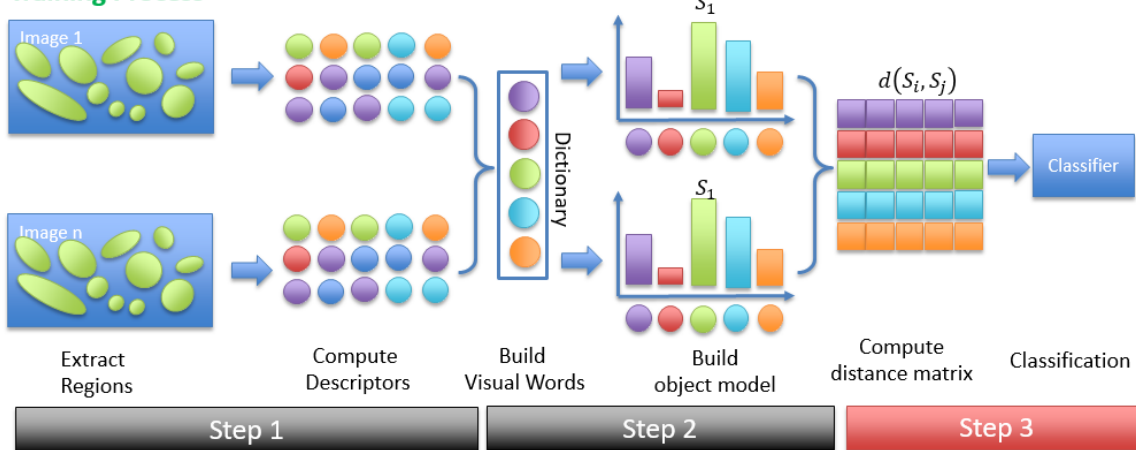 Image 1
S₁
d(Sᵢ, Sⱼ)
Dictionary
Classifier
Image n
S₁
Extract
Regions
Compute
Descriptors
Build
Visual Words
Build
object model
Compute
distance matrix
Classification
Step 1
Step 2
Step 3